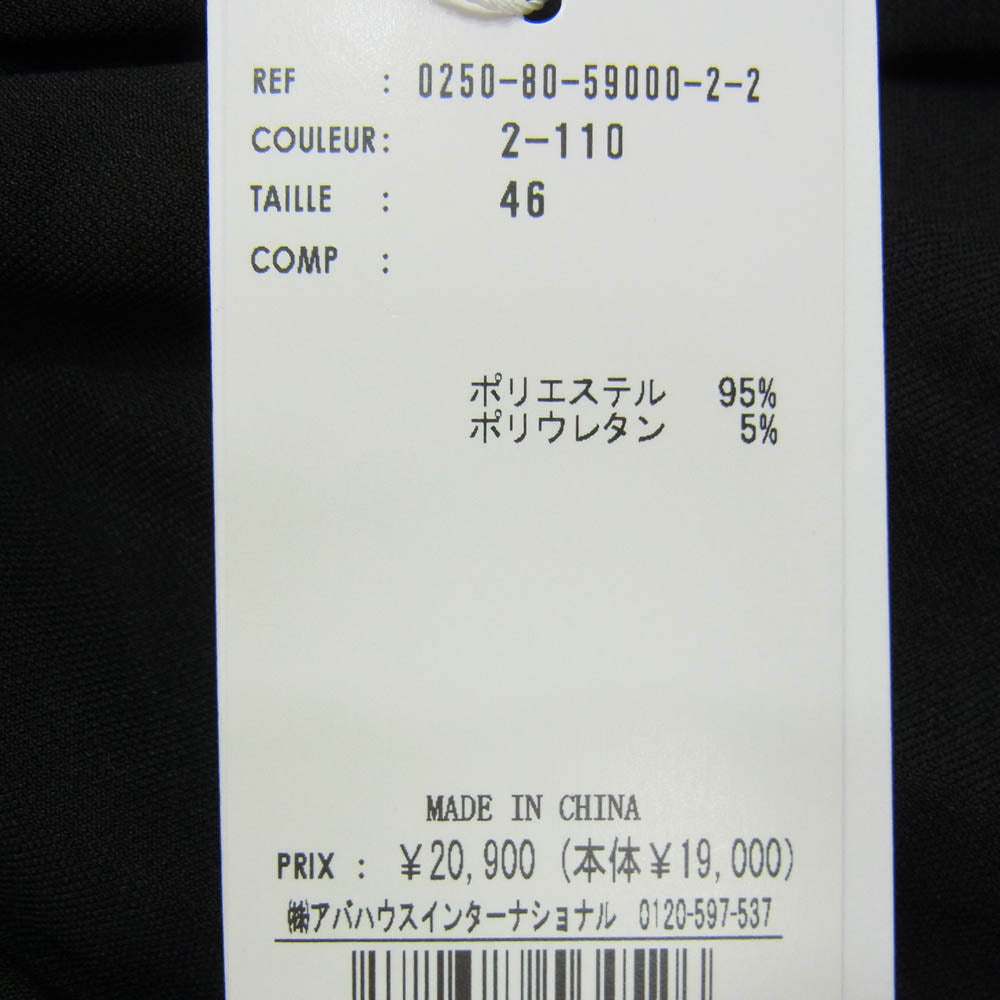 REF : 0250-80-59000-2-2
COULEUR: 2-110
TAILLE : 46
COMP :
ポリエステル 95%
ポリウレタン 5%
MADE IN CHINA
PRIX : ¥20,900 (本体¥19,000)
㈱アバハウスインターナショナル 0120-597-537